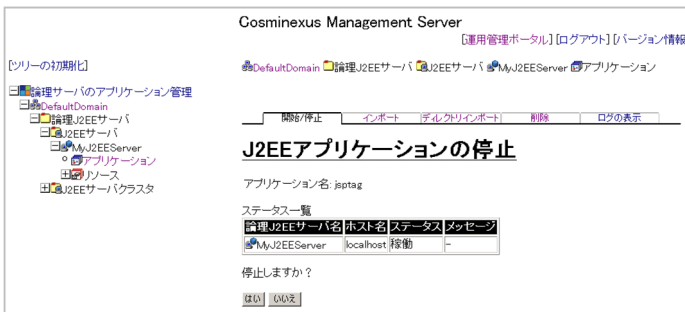 Cosminexus Management Server
[運用管理ポータル] [ログアウト] [バージョン情報
[ツリーの初期化]
DefaultDomain 論理J2EEサーバ J2EEサーバ MyJ2EEServer アプリケーション
論理サーバのアプリケーション管理
DefaultDomain
論理J2EEサーバ
J2EEサーバ
MyJ2EEServer
アプリケーション
リソース
J2EEサーバクラスタ
開始/停止 インポート ディレクトリインポート 削除 ログの表示
J2EEアプリケーションの停止
アプリケーション名: jsptag
ステータス一覧
論理J2EEサーバ名 ホスト名 ステータス メッセージ
MyJ2EEServer localhost 稼働 -
停止しますか？
はい いいえ